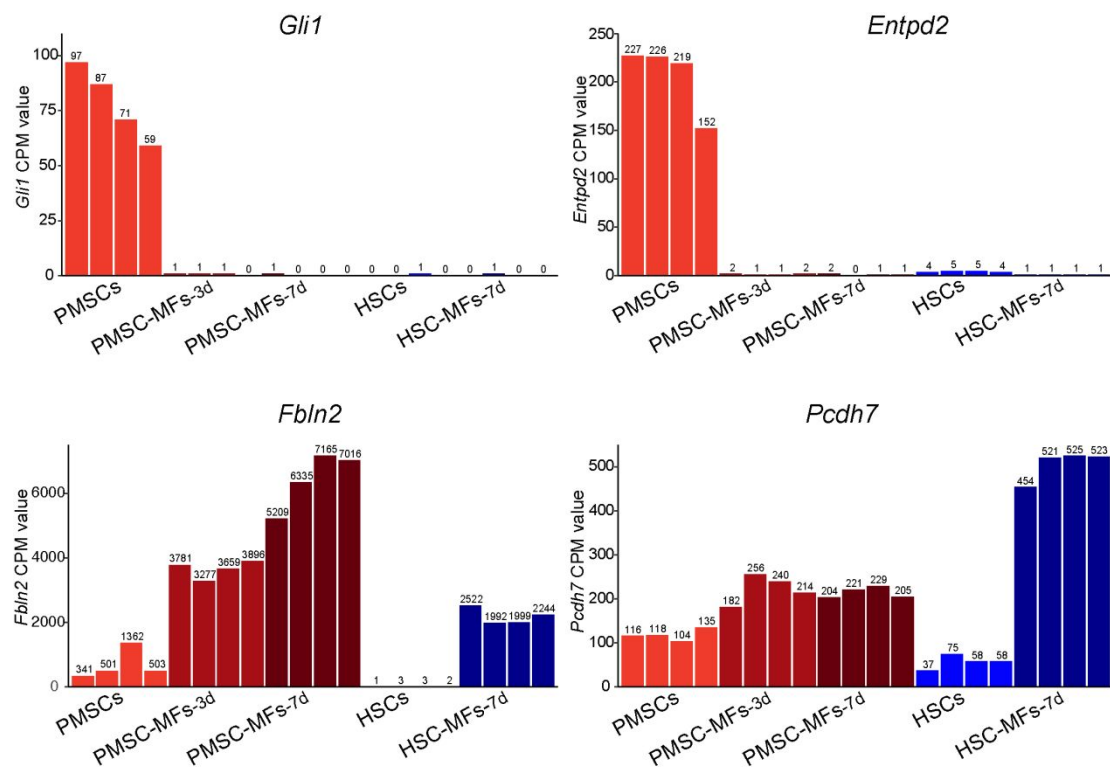 Gli1
Gli1 CPM value
100
75
50
25
0
97 87 71 59 1 1 1 0 1 0 0 0 0 0 1 0 0 1 0 0
PMSCs PMSC-MFs-3d PMSC-MFs-7d HSCs HSC-MFs-7d
Entpd2
Entpd2 CPM value
250
200
150
100
50
0
227 226 219 152 2 1 1 2 2 0 1 1 4 5 5 4 1 1 1 1
PMSCs PMSC-MFs-3d PMSC-MFs-7d HSCs HSC-MFs-7d
Fbln2
Fbln2 CPM value
6000
4000
2000
0
341 501 1362 503 3781 3277 3659 3896 5209 6335 7165 7016 1 3 3 2 2522 1992 1999 2244
PMSCs PMSC-MFs-3d PMSC-MFs-7d HSCs HSC-MFs-7d
Pcdh7
Pcdh7 CPM value
500
400
300
200
100
0
116 118 104 135 182 256 240 214 204 221 229 205 37 75 58 58 454 521 525 523
PMSCs PMSC-MFs-3d PMSC-MFs-7d HSCs HSC-MFs-7d